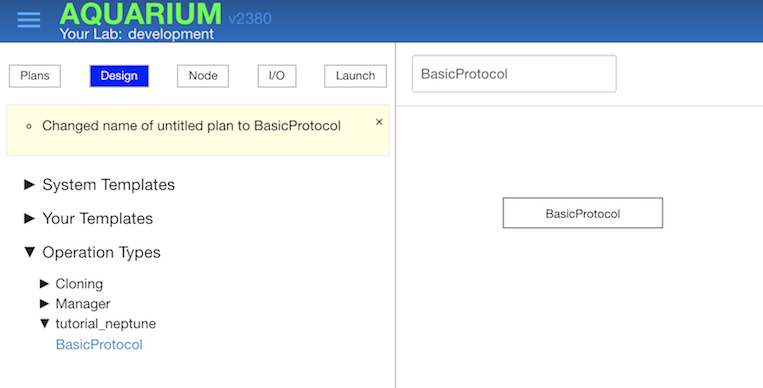 AQUARIUM v2380
Your Lab: development
Plans Design Node I/O Launch
BasicProtocol
Changed name of untitled plan to BasicProtocol ×
System Templates
Your Templates
BasicProtocol
Operation Types
Cloning
Manager
tutorial_neptune
BasicProtocol